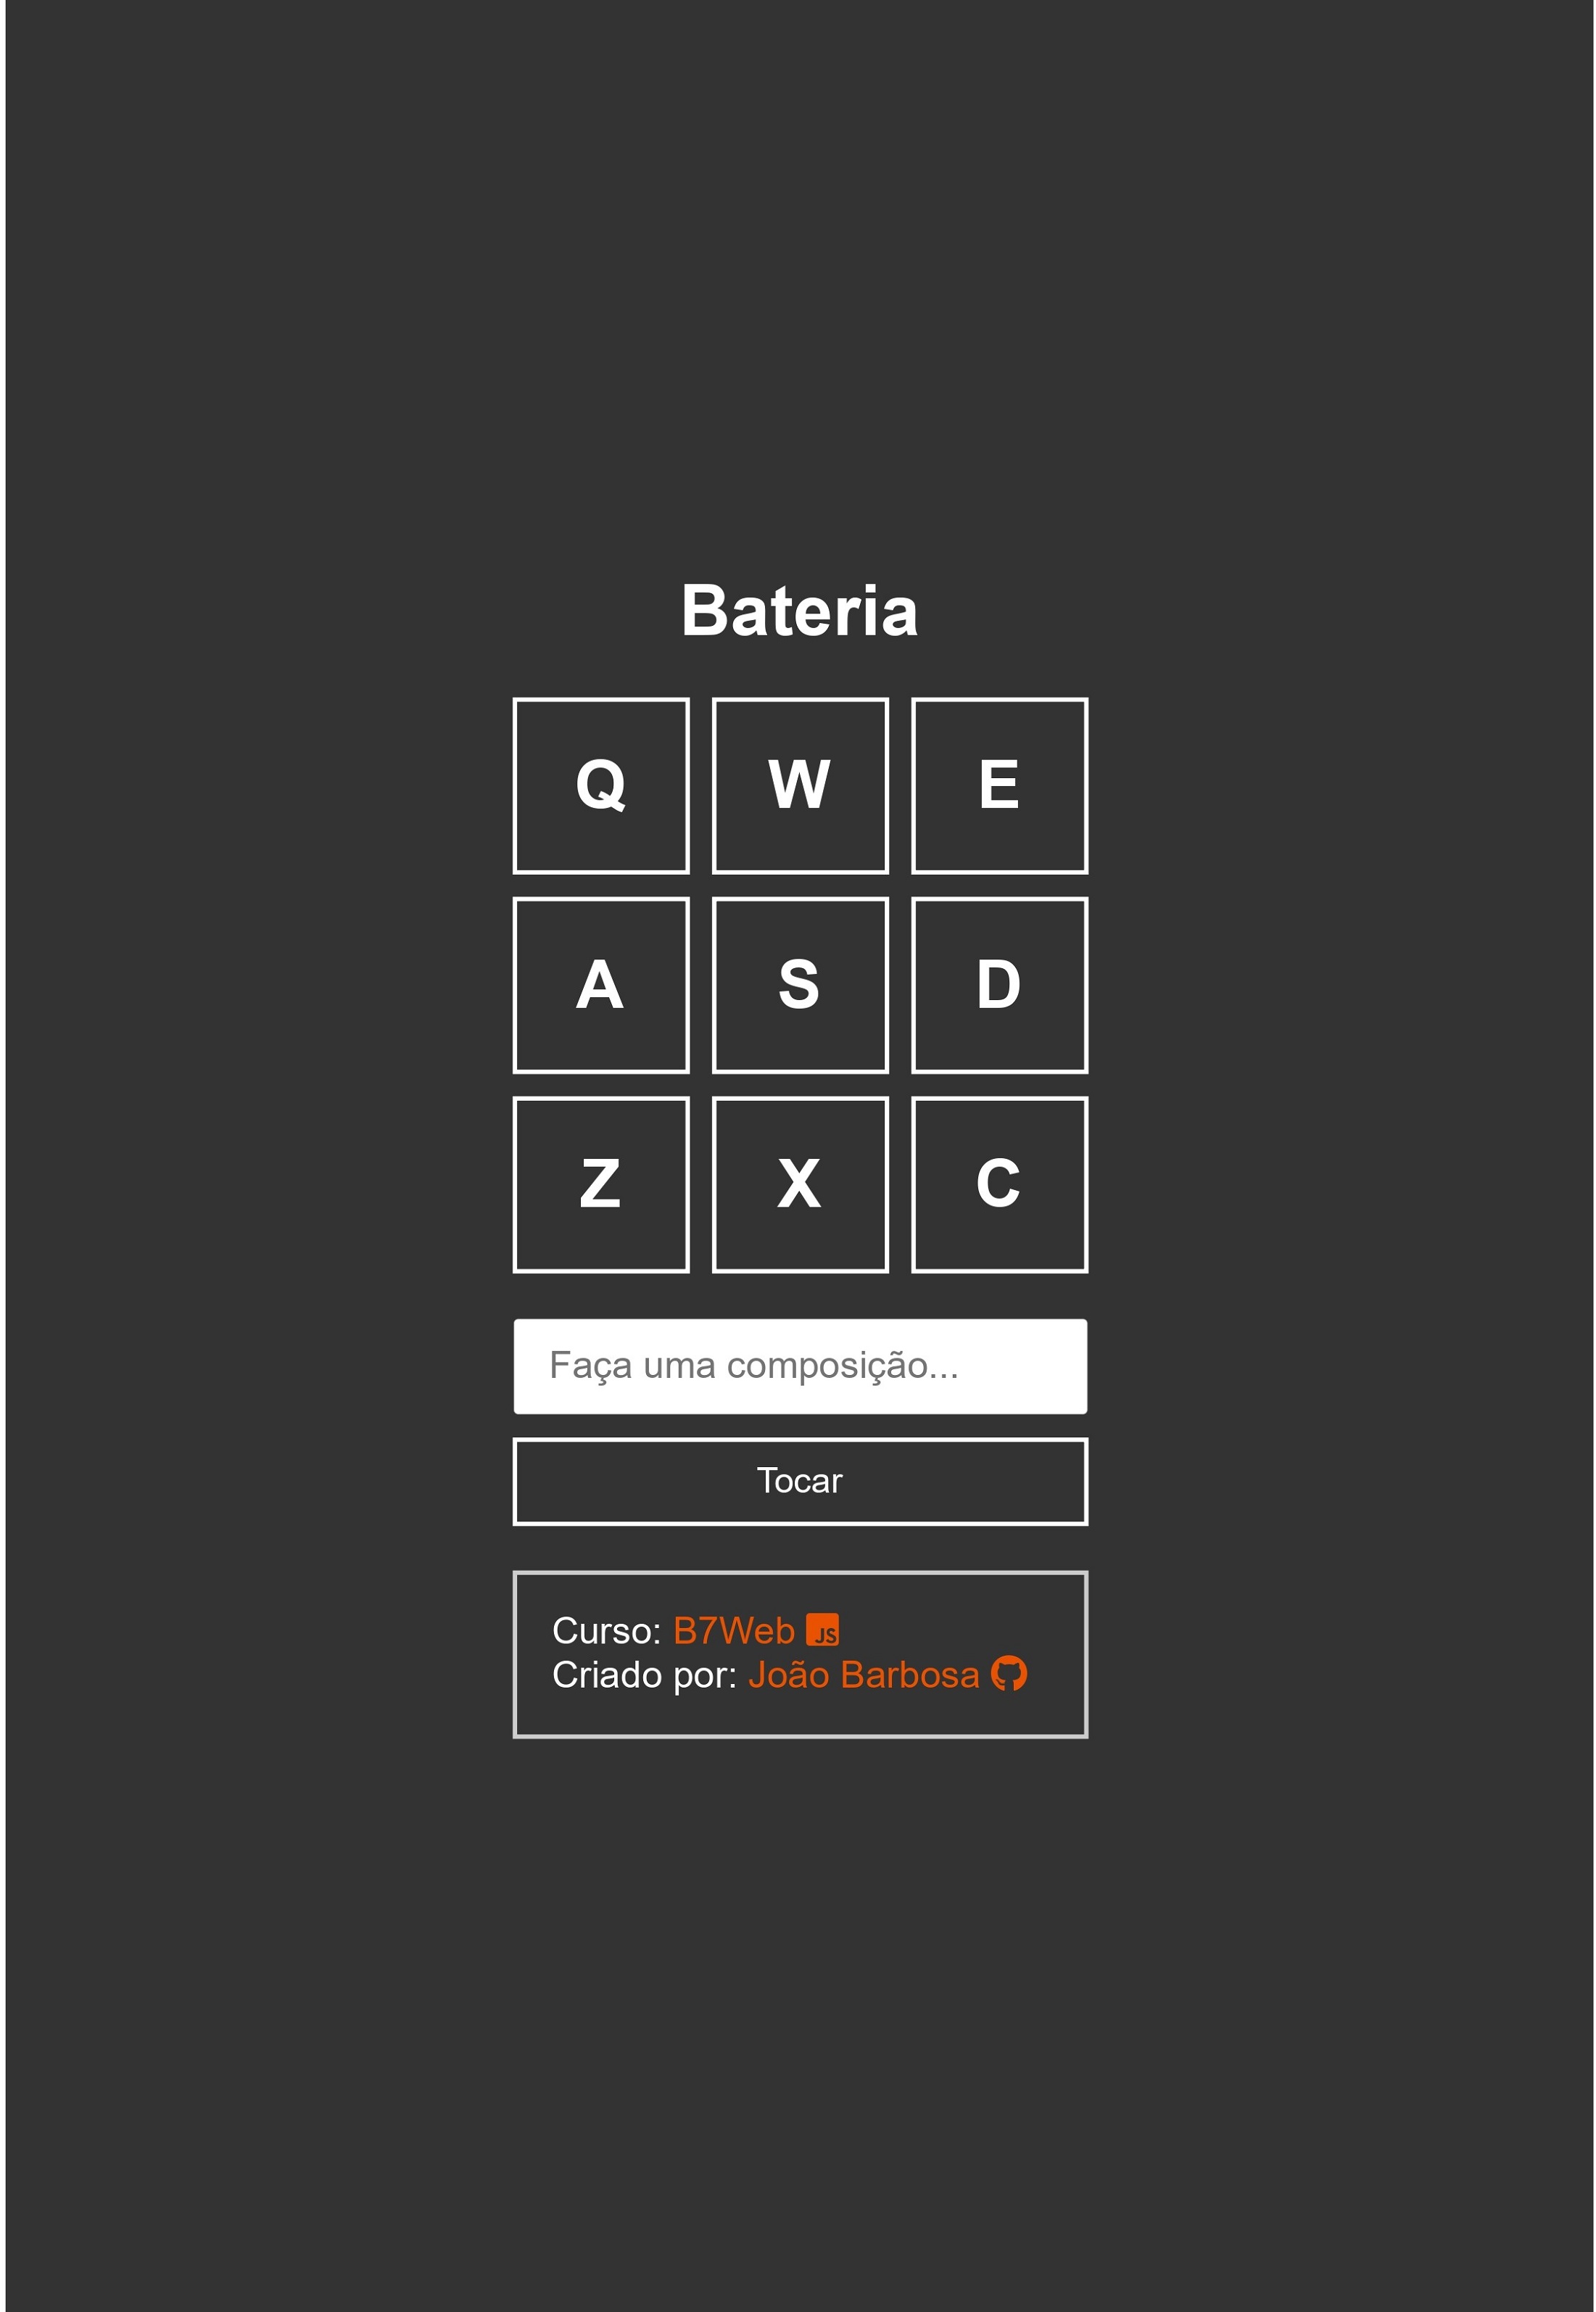 Bateria
Q W E
A S D
Z X C
Faça uma composição...
Tocar
Curso: B7Web JS
Criado por: João Barbosa